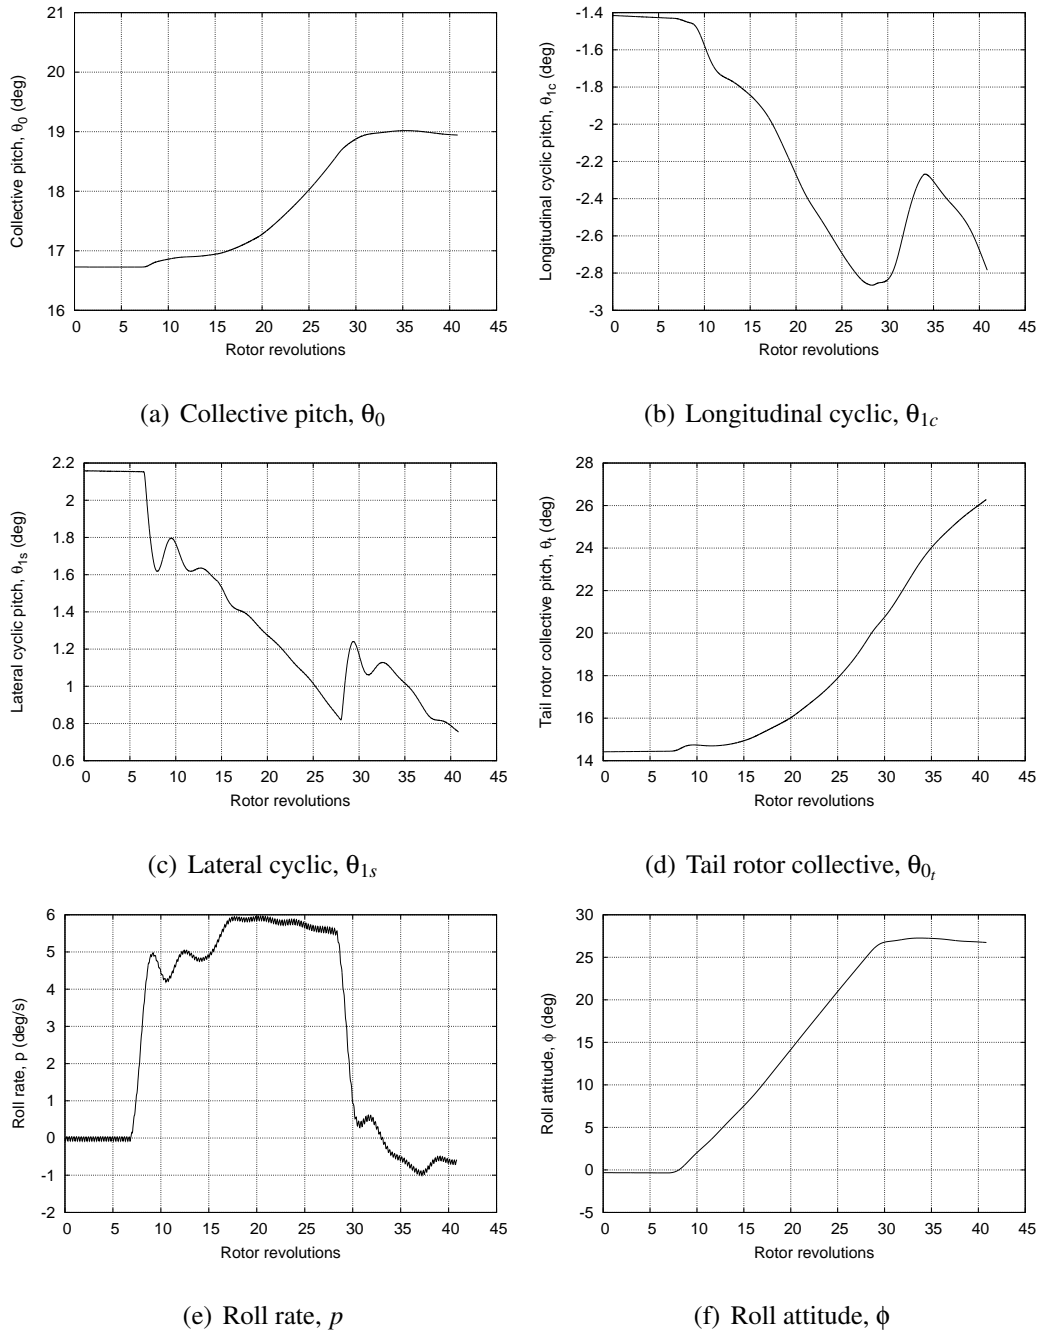 21
20
19
18
17
16
0 5 10 15 20 25 30 35 40 45
Collective pitch, θ0 (deg)
Rotor revolutions
(a) Collective pitch, θ0
-1.4
-1.6
-1.8
-2
-2.2
-2.4
-2.6
-2.8
-3
0 5 10 15 20 25 30 35 40 45
Longitudinal cyclic pitch, θ1c (deg)
Rotor revolutions
(b) Longitudinal cyclic, θ1c
2.2
2
1.8
1.6
1.4
1.2
1
0.8
0.6
0 5 10 15 20 25 30 35 40 45
Lateral cyclic pitch, θ1s (deg)
Rotor revolutions
(c) Lateral cyclic, θ1s
28
26
24
22
20
18
16
14
0 5 10 15 20 25 30 35 40 45
Tail rotor collective pitch, θt (deg)
Rotor revolutions
(d) Tail rotor collective, θ0t
6
5
4
3
2
1
0
-1
-2
0 5 10 15 20 25 30 35 40 45
Roll rate, p (deg/s)
Rotor revolutions
(e) Roll rate, p
30
25
20
15
10
5
0
-5
0 5 10 15 20 25 30 35 40 45
Roll attitude, ϕ (deg)
Rotor revolutions
(f) Roll attitude, ϕ